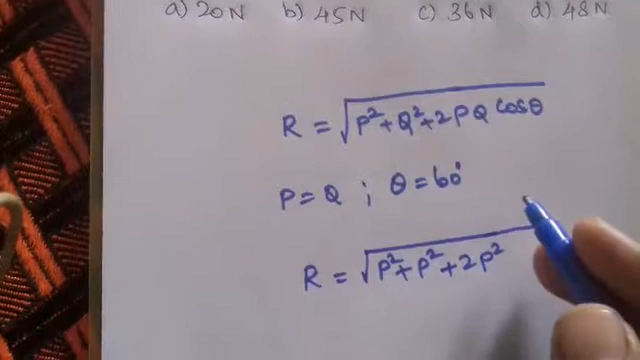 a) 20N b) 45N c) 36N d) 48N
R = √P²+Q²+2PQ cosθ
P=Q ; θ=60°
R = √P²+P²+2P²